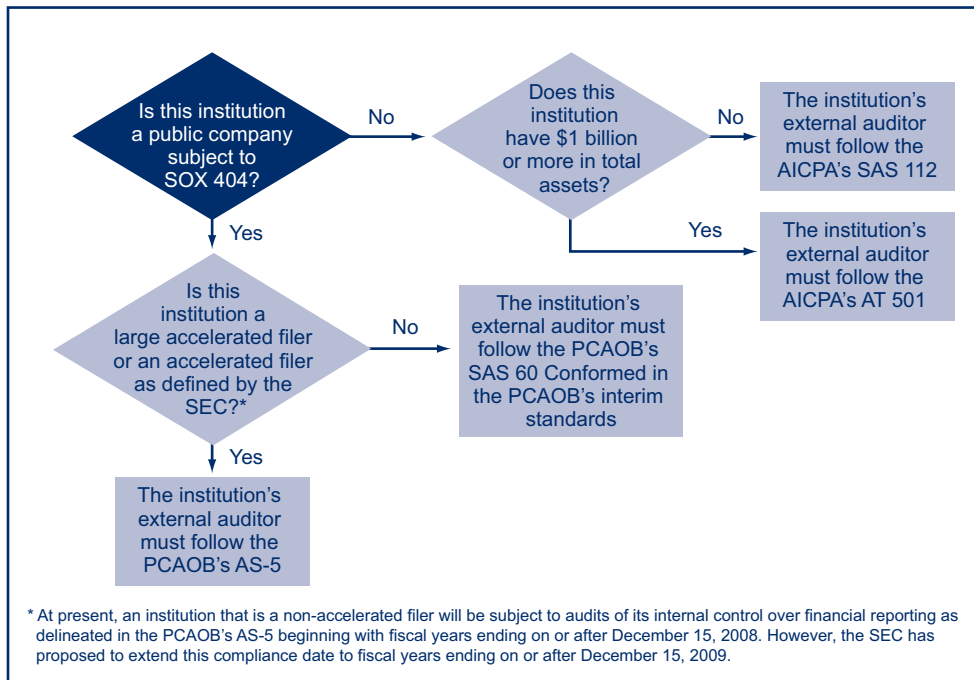 Is this institution
a public company
subject to
SOX 404?
No
Does this
institution
have $1 billion
or more in total
assets?
No
The institution's
external auditor
must follow the
AICPA's SAS 112
Yes
The institution's
external auditor
must follow the
AICPA's AT 501
Yes
Is this
institution a
large accelerated filer
or an accelerated filer
as defined by the
SEC?*
No
The institution's
external auditor must
follow the PCAOB's
SAS 60 Conformed in
the PCAOB's interim
standards
Yes
The institution's
external auditor
must follow the
PCAOB's AS-5
* At present, an institution that is a non-accelerated filer will be subject to audits of its internal control over financial reporting as
delineated in the PCAOB's AS-5 beginning with fiscal years ending on or after December 15, 2008. However, the SEC has
proposed to extend this compliance date to fiscal years ending on or after December 15, 2009.